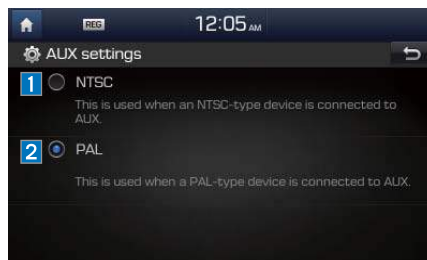 REG 12:05 AM
AUX settings
1 NTSC
This is used when an NTSC-type device is connected to
AUX.
2 PAL
This is used when a PAL-type device is connected to AUX.